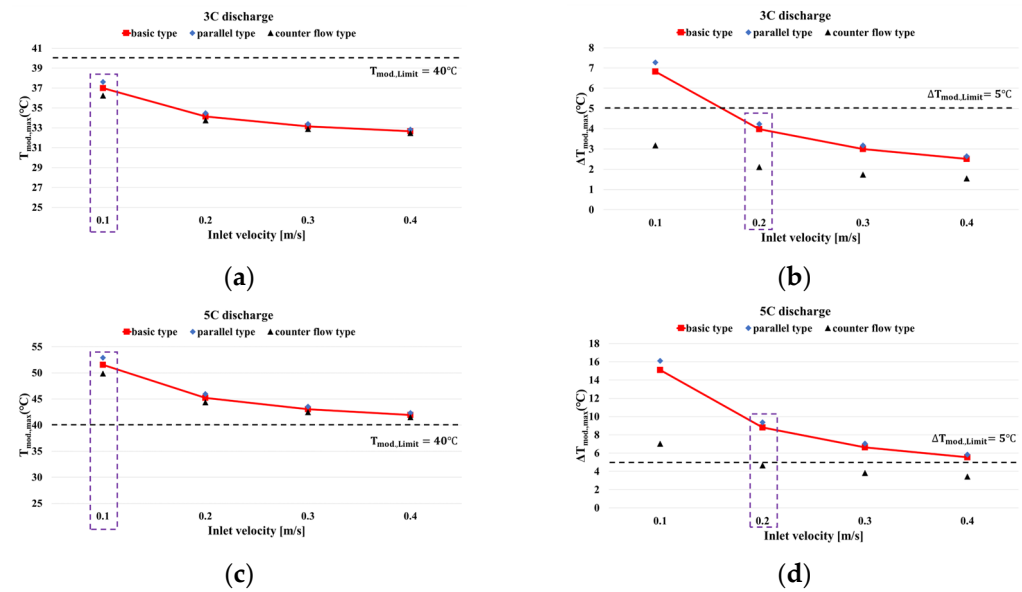 3C discharge
basic type parallel type counter flow type
41
39
37
35
33
31
29
27
25
T_mod.,max(℃)
T_mod.,Limit = 40℃
0.1 0.2 0.3 0.4
Inlet velocity [m/s]
(a)
3C discharge
basic type parallel type counter flow type
8
7
6
5
4
3
2
1
0
ΔT_mod.,max(℃)
ΔT_mod.,Limit = 5℃
0.1 0.2 0.3 0.4
Inlet velocity [m/s]
(b)
5C discharge
basic type parallel type counter flow type
55
50
45
40
35
30
25
T_mod.,max(℃)
T_mod.,Limit = 40℃
0.1 0.2 0.3 0.4
Inlet velocity [m/s]
(c)
5C discharge
basic type parallel type counter flow type
18
16
14
12
10
8
6
4
2
0
ΔT_mod.,max(℃)
ΔT_mod.,Limit = 5℃
0.1 0.2 0.3 0.4
Inlet velocity [m/s]
(d)